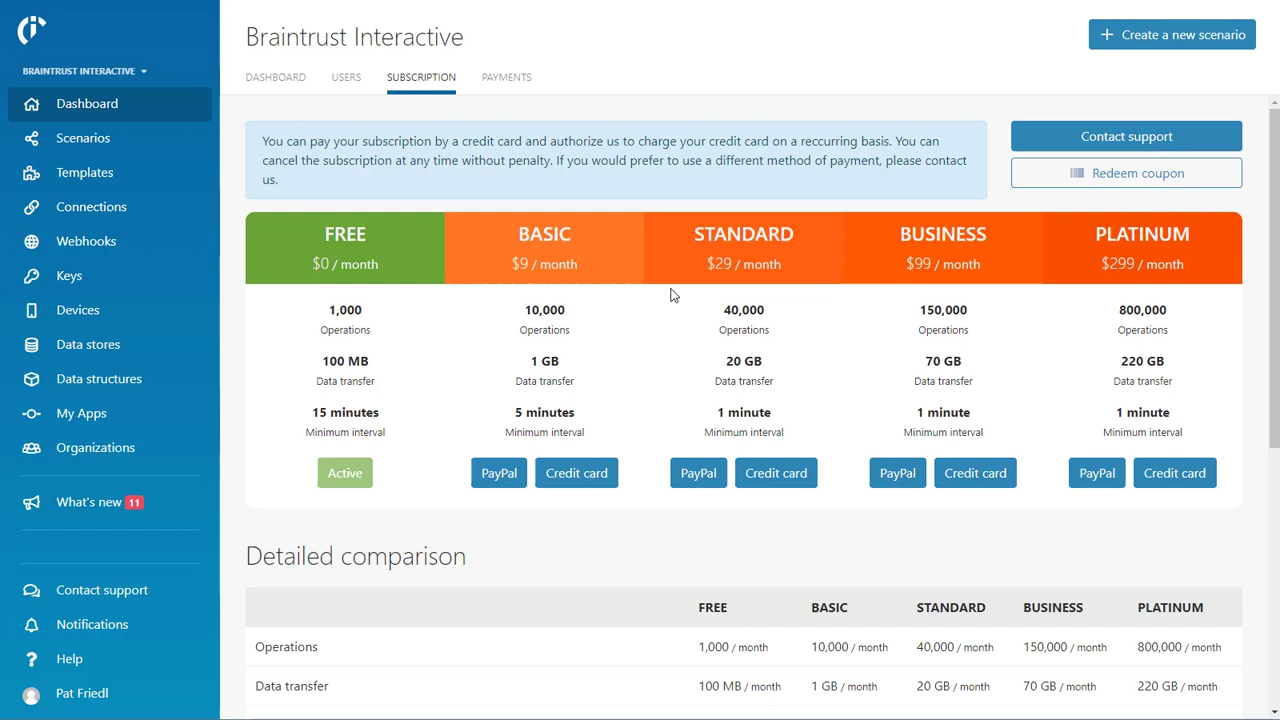 BRAINTRUST INTERACTIVE
Dashboard
Scenarios
Templates
Connections
Webhooks
Keys
Devices
Data stores
Data structures
My Apps
Organizations
What's new 11
Contact support
Notifications
Help
Pat Friedl
Braintrust Interactive
+ Create a new scenario
DASHBOARD USERS SUBSCRIPTION PAYMENTS
You can pay your subscription by a credit card and authorize us to charge your credit card on a reccurring basis. You can
cancel the subscription at any time without penalty. If you would prefer to use a different method of payment, please contact
us.
Contact support
Redeem coupon
FREE BASIC STANDARD BUSINESS PLATINUM
$0 / month $9 / month $29 / month $99 / month $299 / month
1,000 10,000 40,000 150,000 800,000
Operations Operations Operations Operations Operations
100 MB 1 GB 20 GB 70 GB 220 GB
Data transfer Data transfer Data transfer Data transfer Data transfer
15 minutes 5 minutes 1 minute 1 minute 1 minute
Minimum interval Minimum interval Minimum interval Minimum interval Minimum interval
Active PayPal Credit card PayPal Credit card PayPal Credit card PayPal Credit card
Detailed comparison
FREE BASIC STANDARD BUSINESS PLATINUM
Operations 1,000 / month 10,000 / month 40,000 / month 150,000 / month 800,000 / month
Data transfer 100 MB / month 1 GB / month 20 GB / month 70 GB / month 220 GB / month